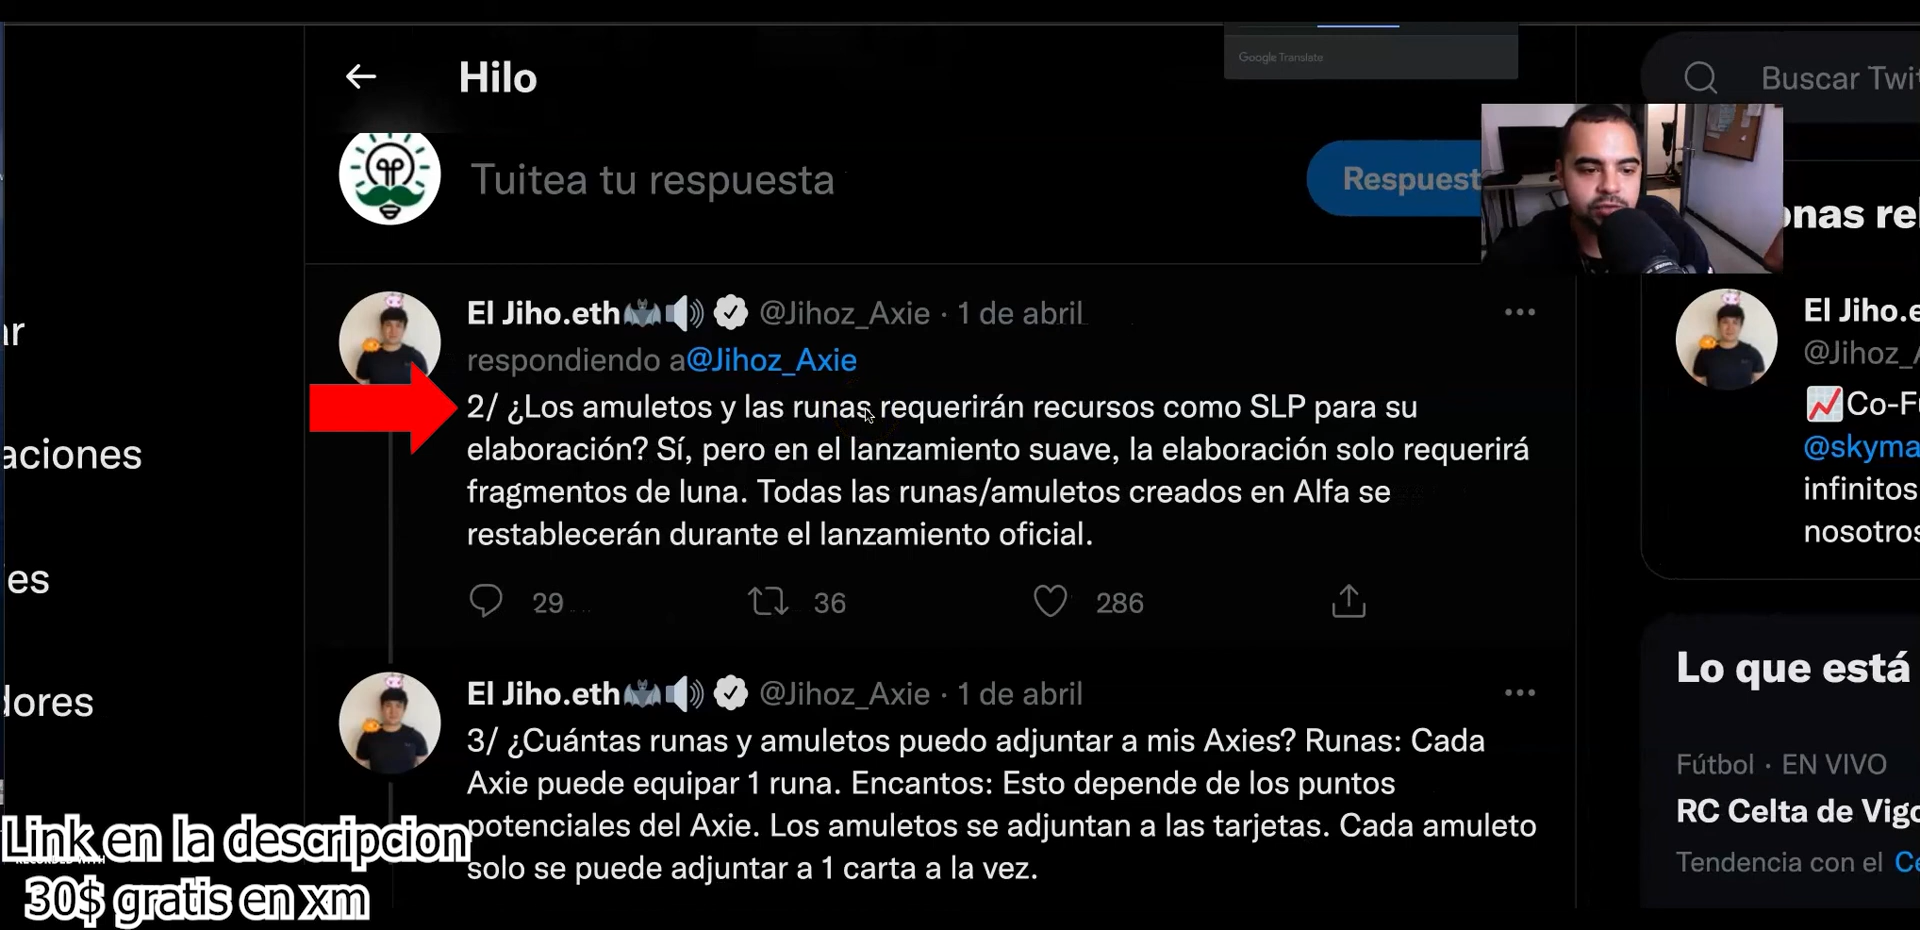 Hilo
Google Translate
Buscar Twi
Tuitea tu respuesta
Respuest
onas rel
El Jiho.eth @Jihoz_Axie · 1 de abril
respondiendo a@Jihoz_Axie
2/ ¿Los amuletos y las runas requerirán recursos como SLP para su
elaboración? Sí, pero en el lanzamiento suave, la elaboración solo requerirá
fragmentos de luna. Todas las runas/amuletos creados en Alfa se
restablecerán durante el lanzamiento oficial.
29
36
286
El Jiho.eth @Jihoz_Axie · 1 de abril
3/ ¿Cuántas runas y amuletos puedo adjuntar a mis Axies? Runas: Cada
Axie puede equipar 1 runa. Encantos: Esto depende de los puntos
potenciales del Axie. Los amuletos se adjuntan a las tarjetas. Cada amuleto
solo se puede adjuntar a 1 carta a la vez.
ar
aciones
es
dores
Link en la descripcion
30$ gratis en xm
El Jiho.e
@Jihoz_A
Co-F
@skyma
infinitos
nosotros
Lo que está
Fútbol · EN VIVO
RC Celta de Vigo
Tendencia con el Ce